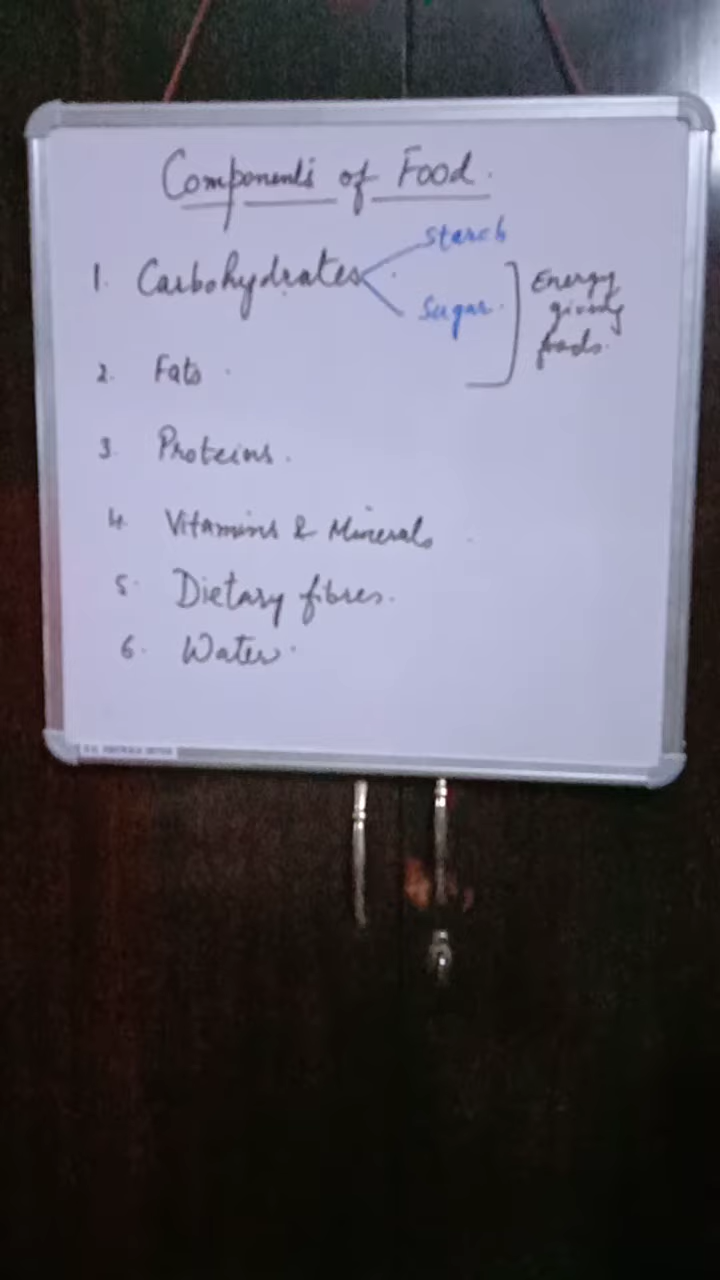 Components of Food.
Starch
1. Carbohydrates
Sugar.
Energy
giving
foods.
2. Fats
3. Proteins.
4. Vitamins & Minerals
5. Dietary fibres.
6. Water.